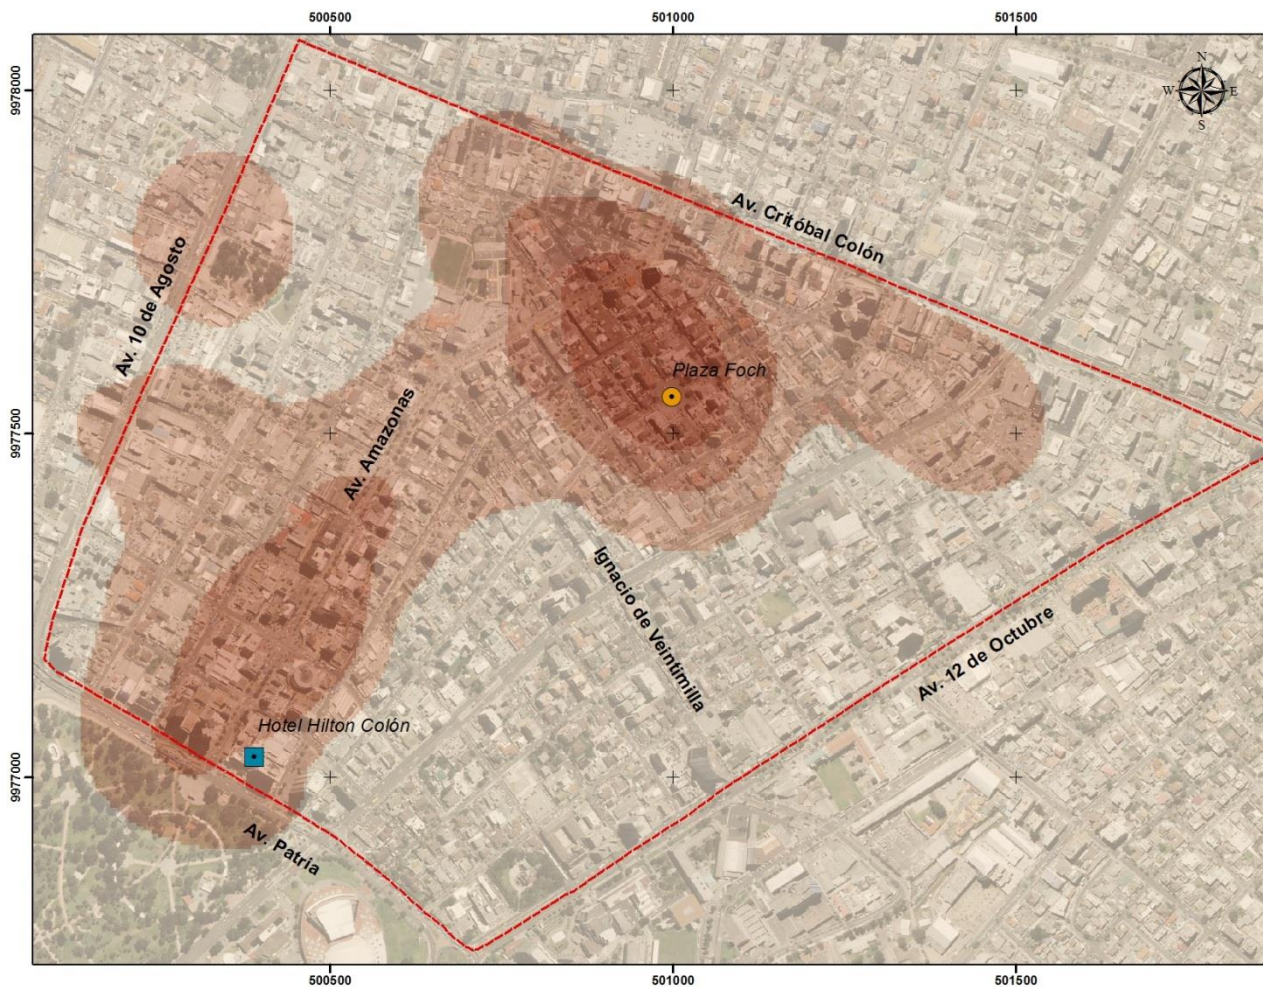 500500
501000
501500
9978000
N
W
E
S
Av. Critóbal Colón
Av. 10 de Agosto
Plaza Foch
9977500
Av. Amazonas
Ignacio de Veintimilla
Av. 12 de Octubre
Hotel Hilton Colón
9977000
Av. Patria
500500
501000
501500